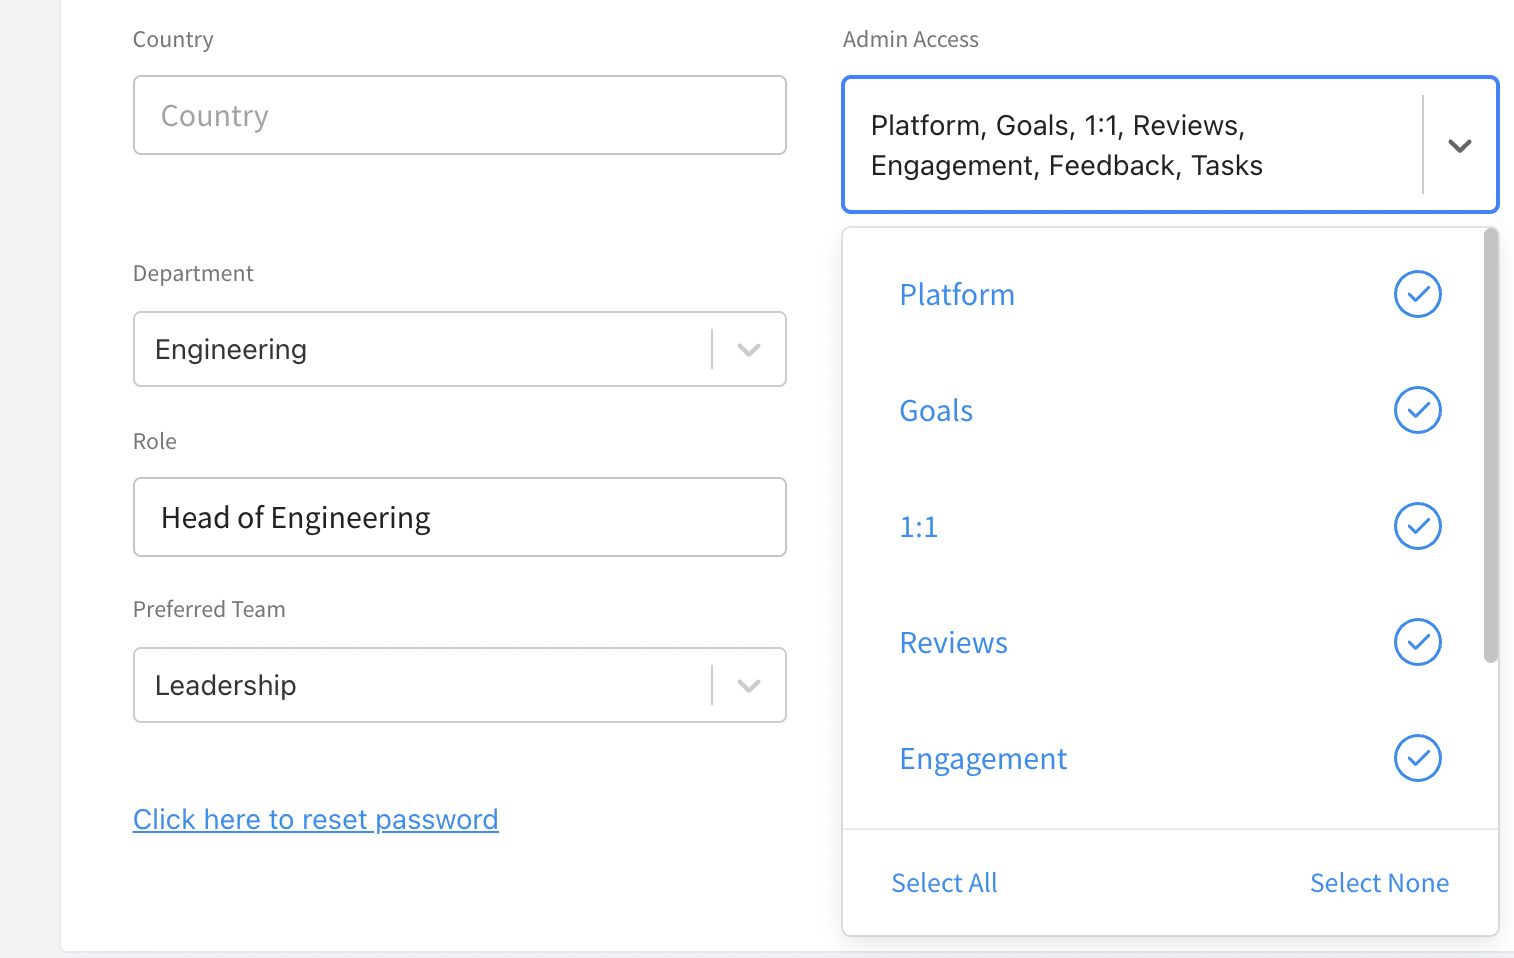 Country
Country
Department
Engineering
Role
Head of Engineering
Preferred Team
Leadership
Click here to reset password
Admin Access
Platform, Goals, 1:1, Reviews,
Engagement, Feedback, Tasks
Platform
Goals
1:1
Reviews
Engagement
Select All
Select None